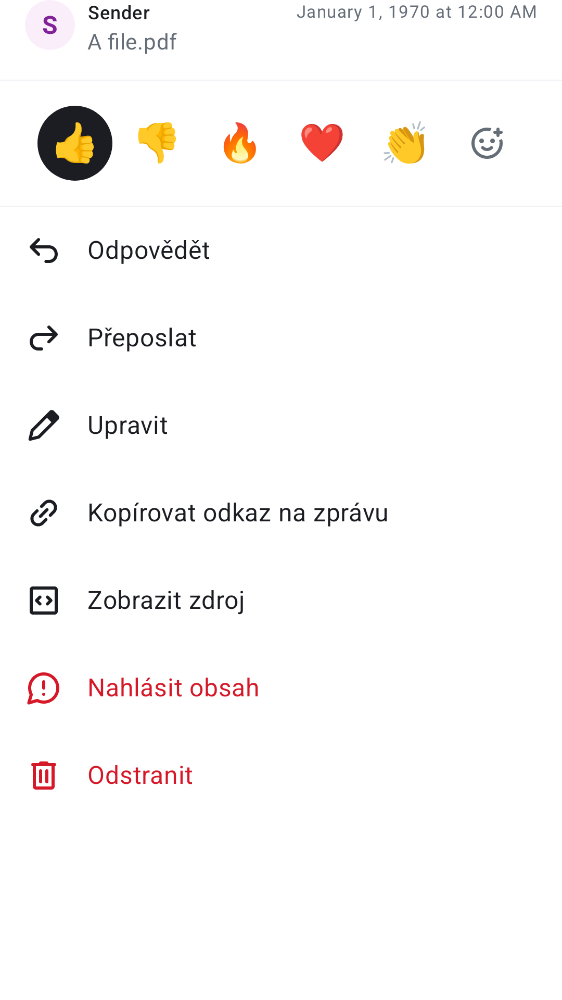 S
Sender
January 1, 1970 at 12:00 AM
A file.pdf
Odpovědět
Přeposlat
Upravit
Kopírovat odkaz na zprávu
Zobrazit zdroj
Nahlásit obsah
Odstranit